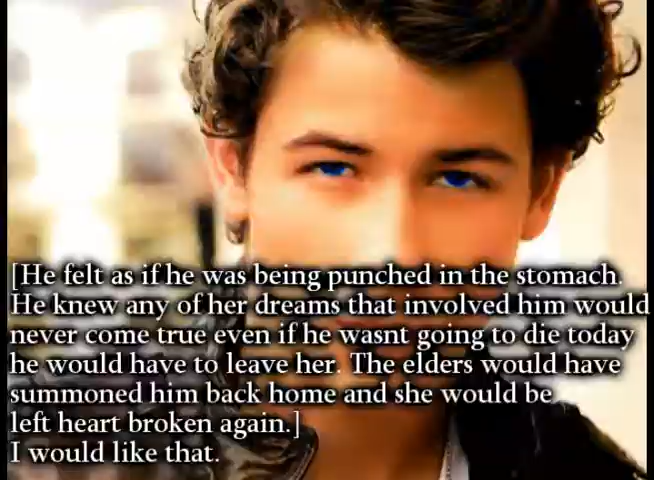 [He felt as if he was being punched in the stomach.
He knew any of her dreams that involved him would
never come true even if he wasnt going to die today
he would have to leave her. The elders would have
summoned him back home and she would be
left heart broken again.]
I would like that.